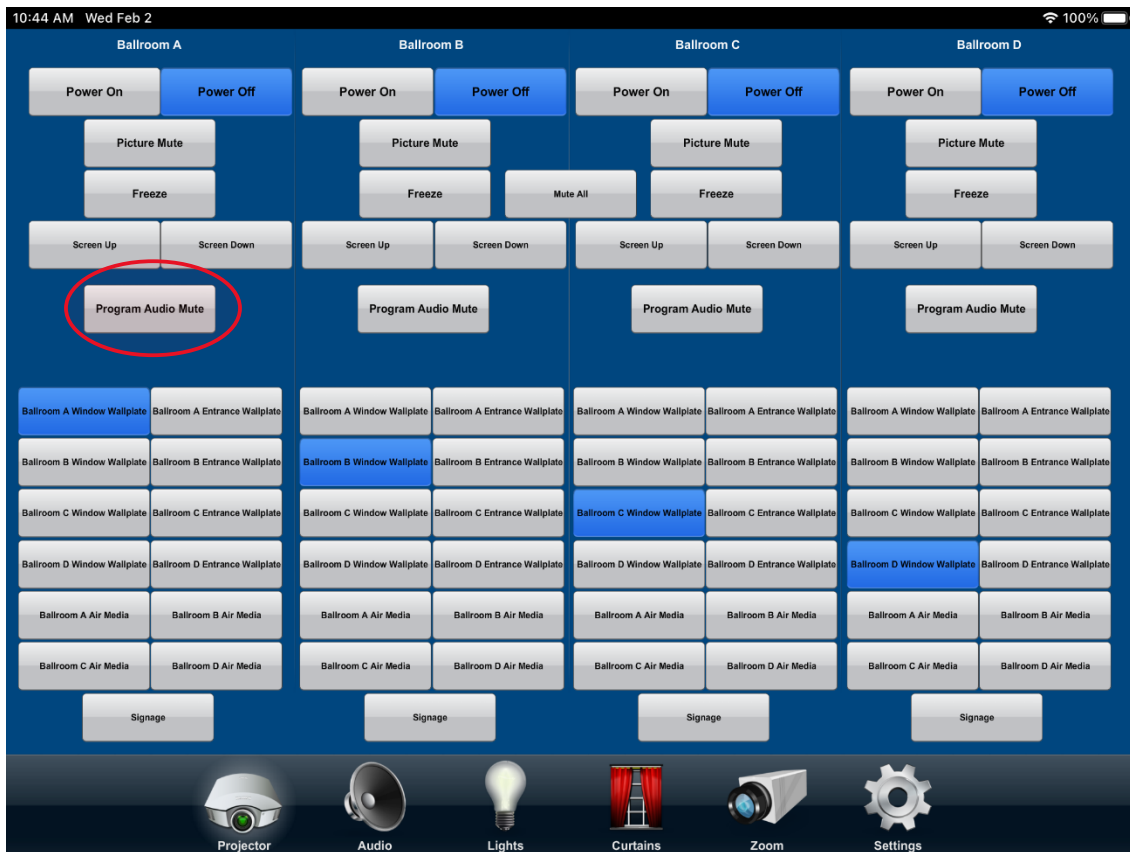 10:44 AM Wed Feb 2 100%
Ballroom A Ballroom B Ballroom C Ballroom D
Power On Power Off Power On Power Off Power On Power Off Power On Power Off
Picture Mute Picture Mute Picture Mute Picture Mute
Freeze Freeze Mute All Freeze Freeze
Screen Up Screen Down Screen Up Screen Down Screen Up Screen Down Screen Up Screen Down
Program Audio Mute Program Audio Mute Program Audio Mute Program Audio Mute
Ballroom A Window Wallplate Ballroom A Entrance Wallplate Ballroom A Window Wallplate Ballroom A Entrance Wallplate Ballroom A Window Wallplate Ballroom A Entrance Wallplate Ballroom A Window Wallplate Ballroom A Entrance Wallplate
Ballroom B Window Wallplate Ballroom B Entrance Wallplate Ballroom B Window Wallplate Ballroom B Entrance Wallplate Ballroom B Window Wallplate Ballroom B Entrance Wallplate Ballroom B Window Wallplate Ballroom B Entrance Wallplate
Ballroom C Window Wallplate Ballroom C Entrance Wallplate Ballroom C Window Wallplate Ballroom C Entrance Wallplate Ballroom C Window Wallplate Ballroom C Entrance Wallplate Ballroom C Window Wallplate Ballroom C Entrance Wallplate
Ballroom D Window Wallplate Ballroom D Entrance Wallplate Ballroom D Window Wallplate Ballroom D Entrance Wallplate Ballroom D Window Wallplate Ballroom D Entrance Wallplate Ballroom D Window Wallplate Ballroom D Entrance Wallplate
Ballroom A Air Media Ballroom B Air Media Ballroom A Air Media Ballroom B Air Media Ballroom A Air Media Ballroom B Air Media Ballroom A Air Media Ballroom B Air Media
Ballroom C Air Media Ballroom D Air Media Ballroom C Air Media Ballroom D Air Media Ballroom C Air Media Ballroom D Air Media Ballroom C Air Media Ballroom D Air Media
Signage Signage Signage Signage
Projector Audio Lights Curtains Zoom Settings